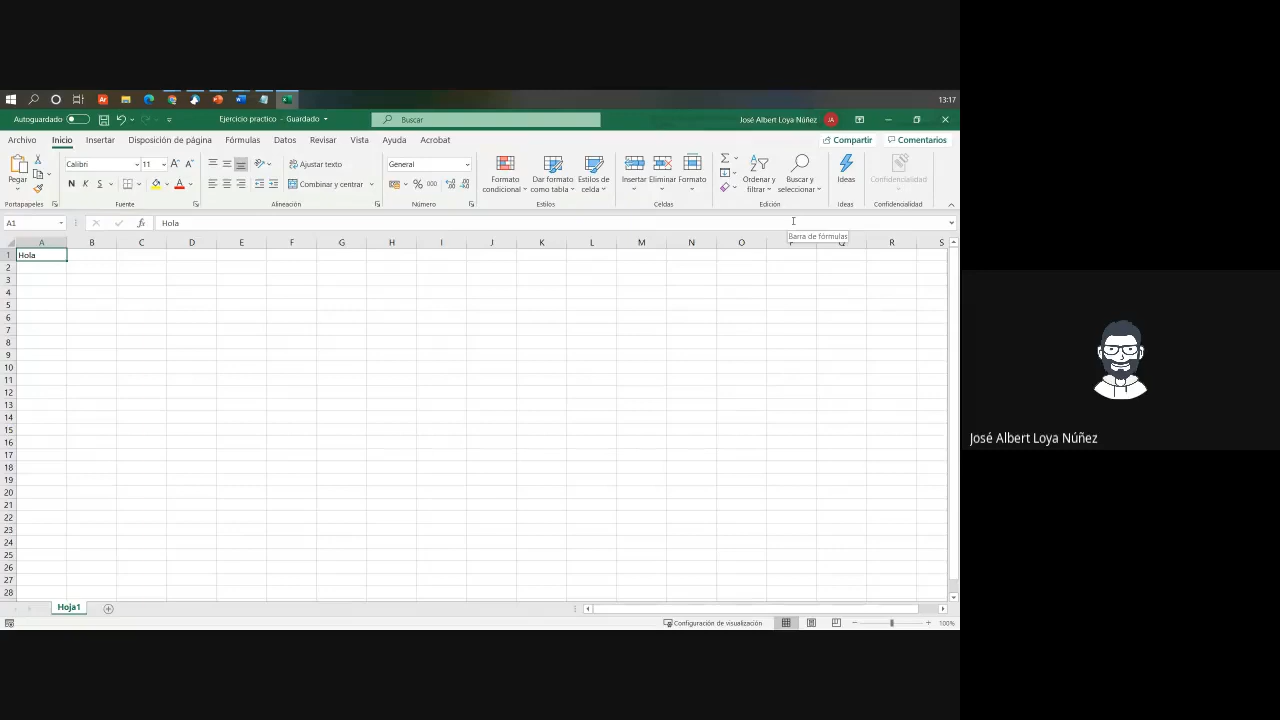 13:17
Autoguardado
Ejercicio practico - Guardado
Buscar
José Albert Loya Núñez
JA
Archivo Inicio Insertar Disposición de página Fórmulas Datos Revisar Vista Ayuda Acrobat
Compartir Comentarios
Pegar
Calibri 11
N K S
Ajustar texto
Combinar y centrar
General
% 000
Formato condicional
Dar formato como tabla
Estilos de celda
Insertar Eliminar Formato
Ordenar y filtrar
Buscar y seleccionar
Ideas
Confidencialidad
Portapapeles Fuente Alineación Número Estilos Celdas Edición Ideas Confidencialidad
A1 fx Hola
Barra de fórmulas
A B C D E F G H I J K L M N O P Q R S
1 Hola
2
3
4
5
6
7
8
9
10
11
12
13
14
15
16
17
18
19
20
21
22
23
24
25
26
27
28
Hoja1
Configuración de visualización 100%
José Albert Loya Núñez